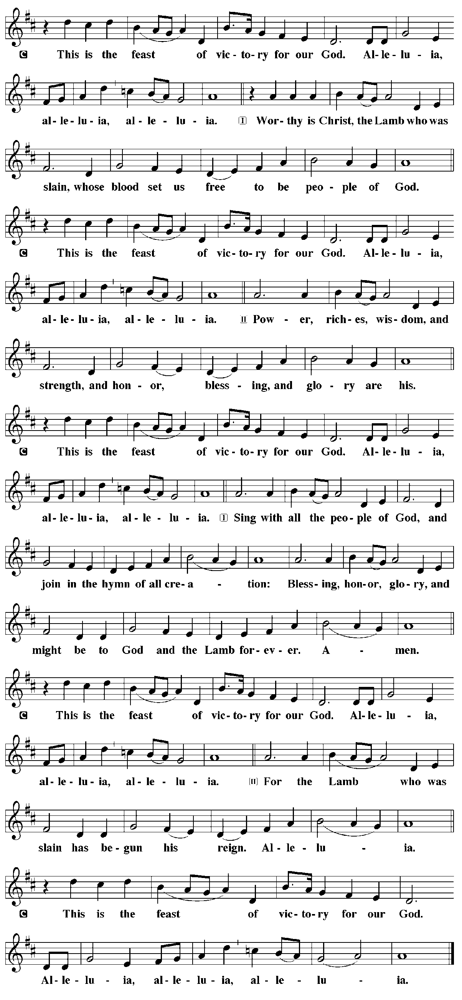 C This is the feast of vic - to - ry for our God. Al - le - lu - ia,
al - le - lu - ia, al - le - lu - ia. I Wor - thy is Christ, the Lamb who was
slain, whose blood set us free to be peo - ple of God.
C This is the feast of vic - to - ry for our God. Al - le - lu - ia,
al - le - lu - ia, al - le - lu - ia. II Pow - er, rich - es, wis - dom, and
strength, and hon - or, bless - ing, and glo - ry are his.
C This is the feast of vic - to - ry for our God. Al - le - lu - ia,
al - le - lu - ia, al - le - lu - ia. I Sing with all the peo - ple of God, and
join in the hymn of all cre - a - tion: Bless - ing, hon - or, glo - ry, and
might be to God and the Lamb for - ev - er. A - men.
C This is the feast of vic - to - ry for our God. Al - le - lu - ia,
al - le - lu - ia, al - le - lu - ia. II For the Lamb who was
slain has be - gun his reign. Al - le - lu - ia.
C This is the feast of vic - to - ry for our God.
Al - le - lu - ia, al - le - lu - ia, al - le - lu - ia.